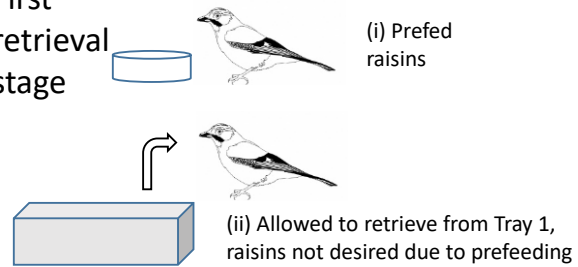 First
retrieval
stage
(i) Prefed
raisins
(ii) Allowed to retrieve from Tray 1,
raisins not desired due to prefeeding